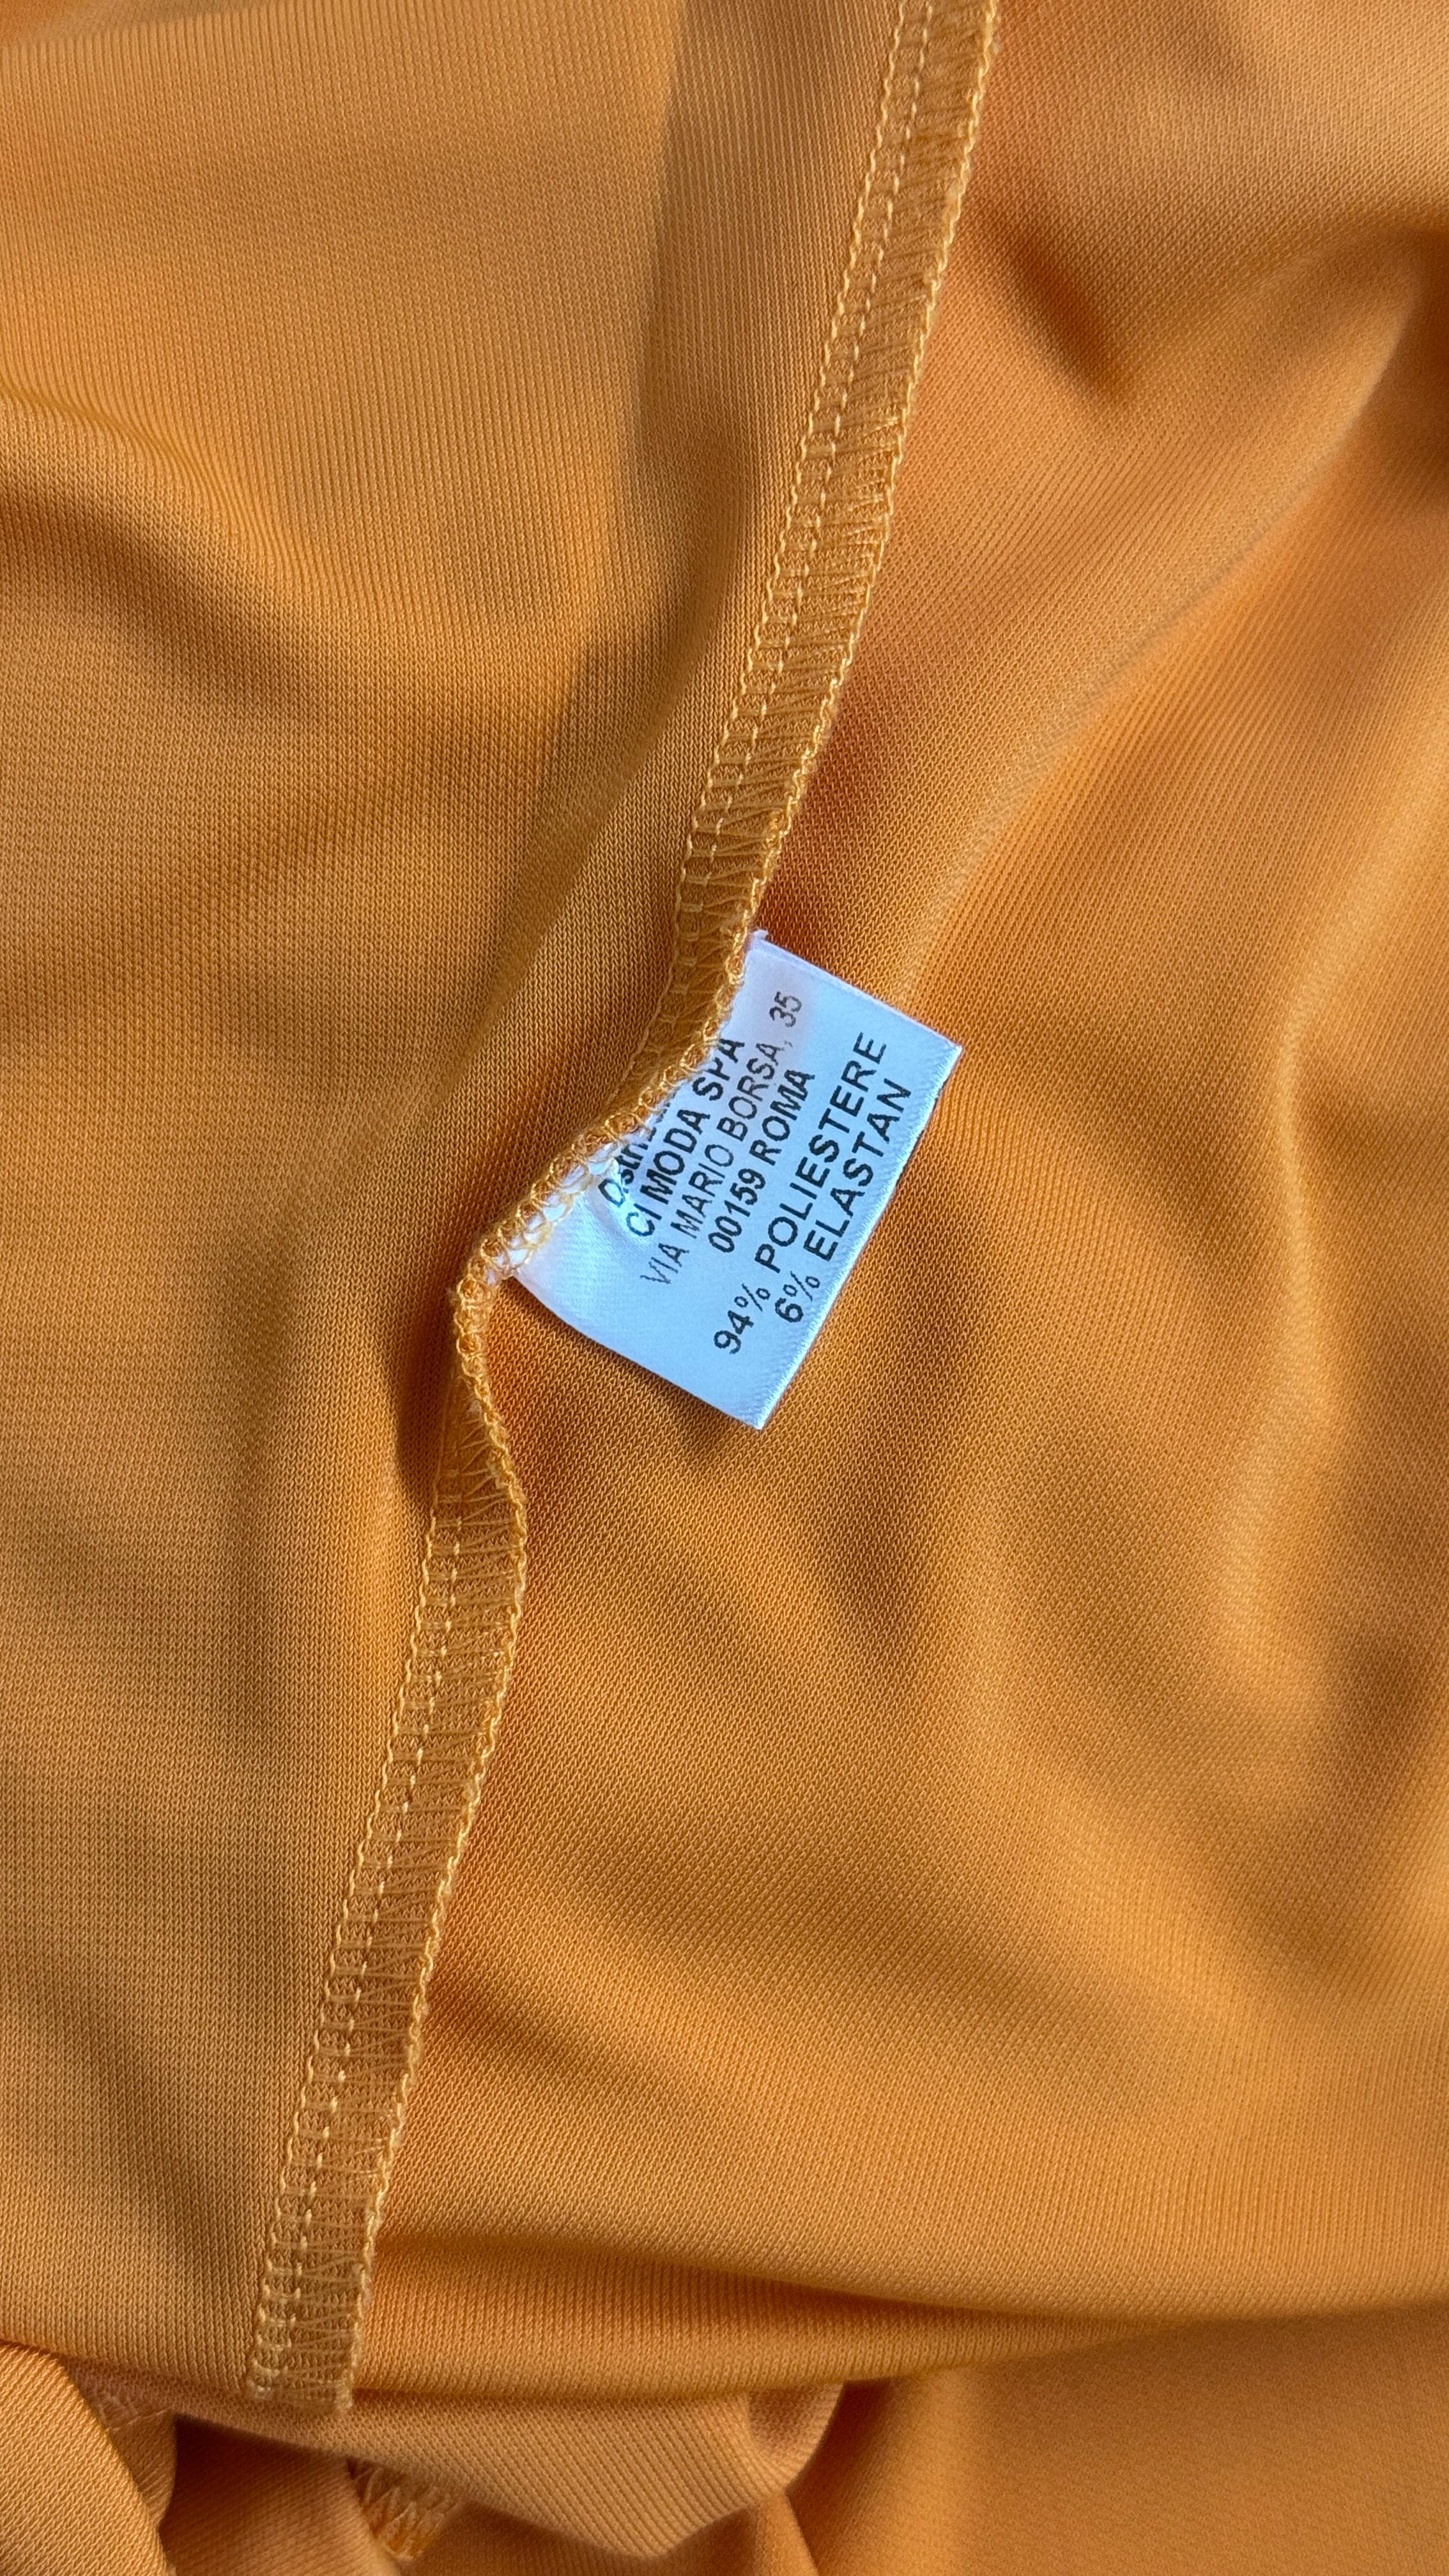 CI MODA SPA
VIA MARIO BORSA, 35
00159 ROMA
94% POLIESTERE
6% ELASTAN